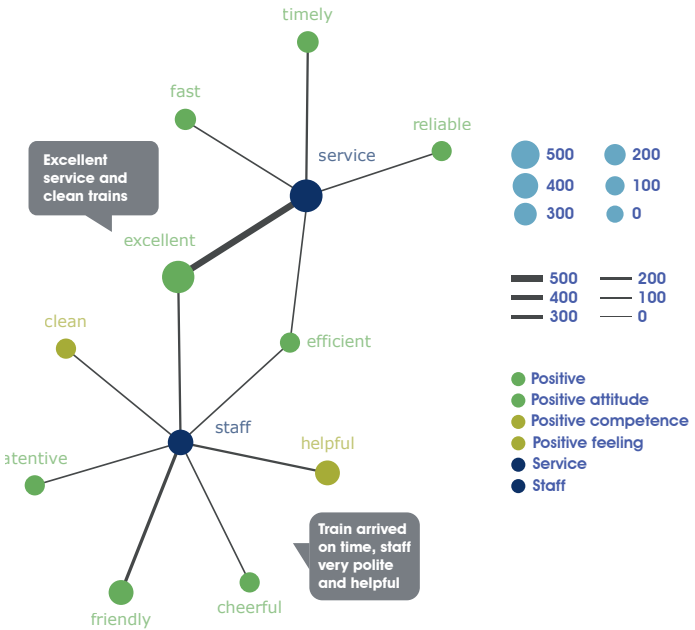 timely
fast
reliable
service
Excellent
service and
clean trains
excellent
clean
efficient
staff
helpful
atentive
Train arrived
on time, staff
very polite
and helpful
cheerful
friendly
500 200
400 100
300 0
500 200
400 100
300 0
Positive
Positive attitude
Positive competence
Positive feeling
Service
Staff